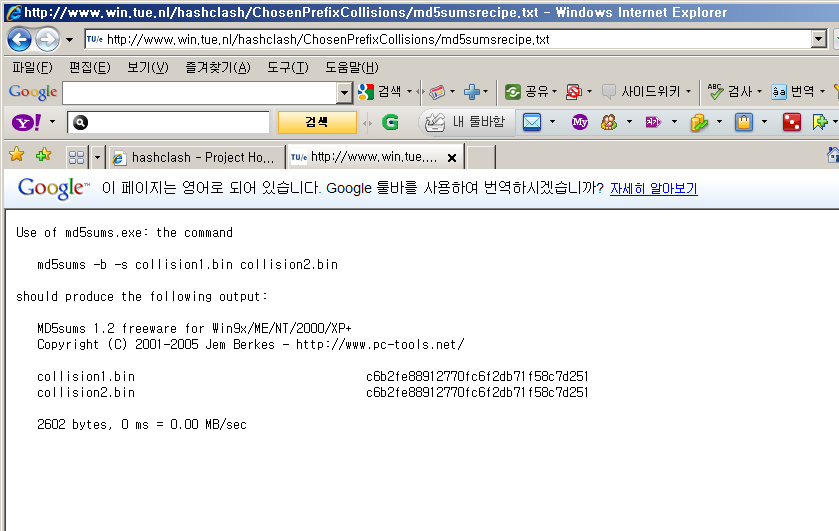 http://www.win.tue.nl/hashclash/ChosenPrefixCollisions/md5sumsrecipe.txt - Windows Internet Explorer
TU/e http://www.win.tue.nl/hashclash/ChosenPrefixCollisions/md5sumsrecipe.txt
파일(F) 편집(E) 보기(V) 즐겨찾기(A) 도구(T) 도움말(H)
Google 검색 공유 사이드위키 ABC 검사 aあ 번역
Y! 검색 G 내 툴바함 My
hashclash - Project Ho... TU/e http://www.win.tue....
Google™ 이 페이지는 영어로 되어 있습니다. Google 툴바를 사용하여 번역하시겠습니까? 자세히 알아보기
Use of md5sums.exe: the command
md5sums -b -s collision1.bin collision2.bin
should produce the following output:
MD5sums 1.2 freeware for Win9x/ME/NT/2000/XP+
Copyright (C) 2001-2005 Jem Berkes - http://www.pc-tools.net/
collision1.bin c6b2fe88912770fc6f2db71f58c7d251
collision2.bin c6b2fe88912770fc6f2db71f58c7d251
2602 bytes, 0 ms = 0.00 MB/sec